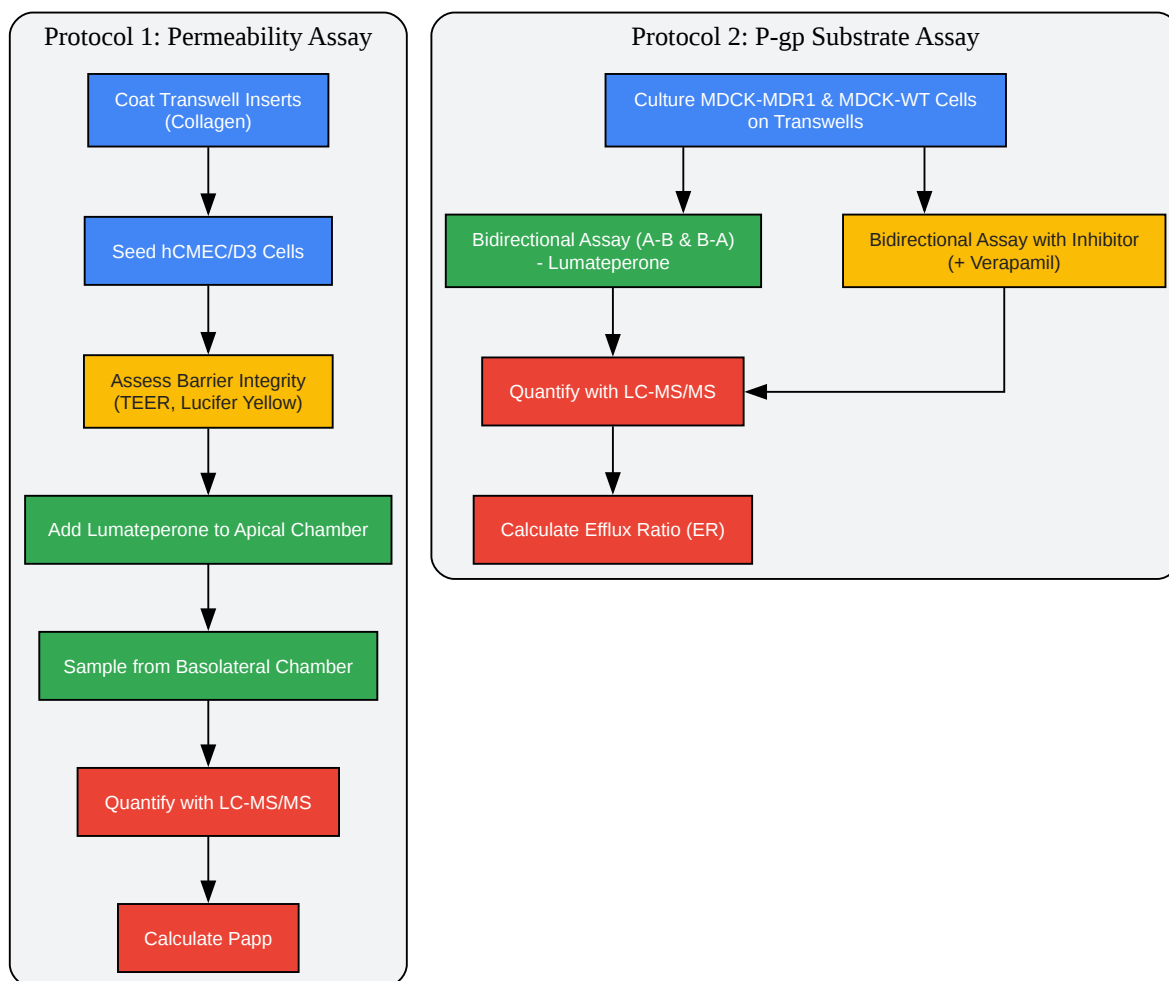 Protocol 1: Permeability Assay
Coat Transwell Inserts
(Collagen)
Seed hCMEC/D3 Cells
Assess Barrier Integrity
(TEER, Lucifer Yellow)
Add Lumateperone to Apical Chamber
Sample from Basolateral Chamber
Quantify with LC-MS/MS
Calculate Papp
Protocol 2: P-gp Substrate Assay
Culture MDCK-MDR1 & MDCK-WT Cells
on Transwells
Bidirectional Assay (A-B & B-A)
- Lumateperone
Bidirectional Assay with Inhibitor
(+ Verapamil)
Quantify with LC-MS/MS
Calculate Efflux Ratio (ER)